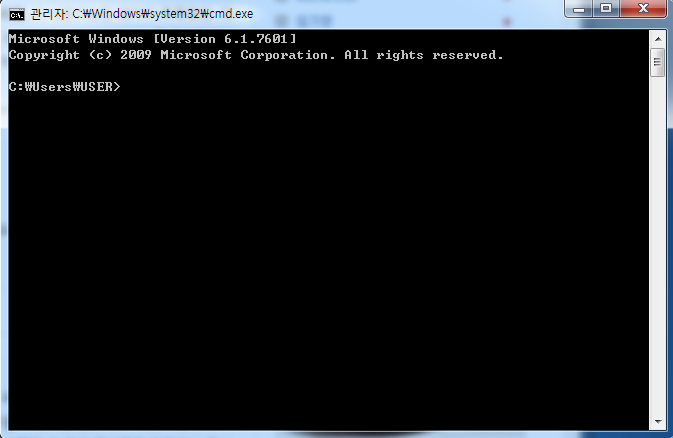 관리자: C:₩Windows₩system32₩cmd.exe
Microsoft Windows [Version 6.1.7601]
Copyright (c) 2009 Microsoft Corporation. All rights reserved.
C:₩Users₩USER>